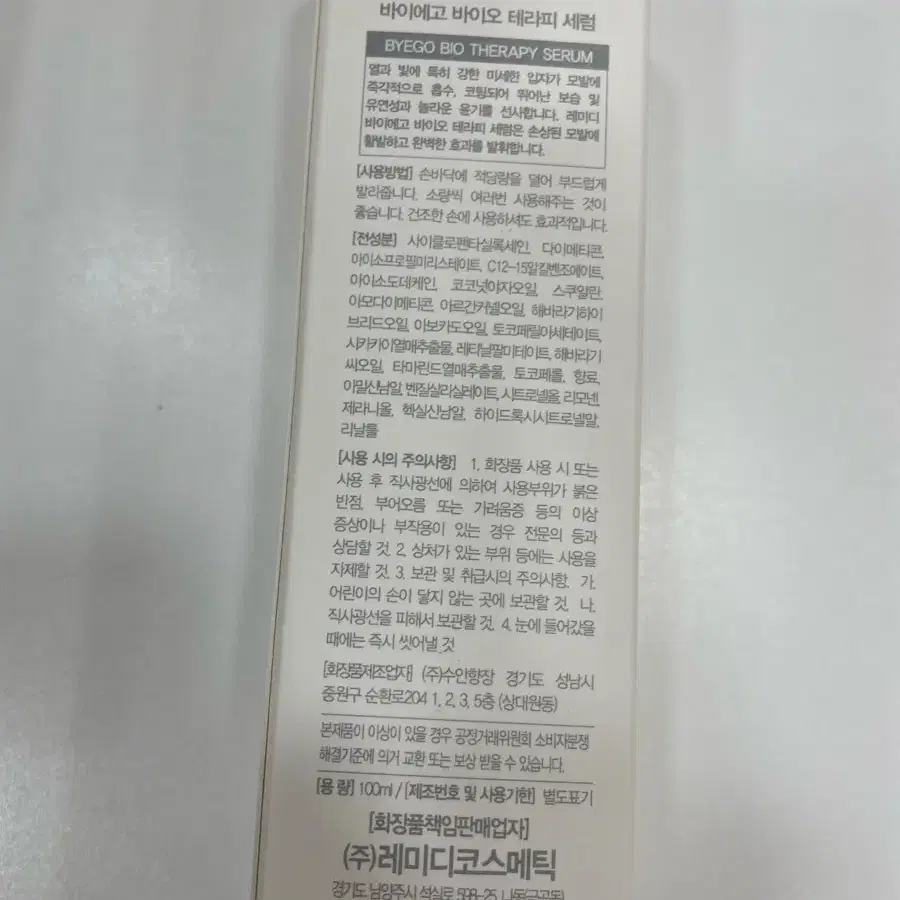 바이에고 바이오 테라피 세럼
BYEGO BIO THERAPY SERUM
열과 빛에 특히 강한 미세한 입자가 모발에
즉각적으로 흡수, 코팅되어 뛰어난 보습 및
유연성과 놀라운 윤기를 선사합니다. 레미디
바이에고 바이오 테라피 세럼은 손상된 모발에
활발하고 완벽한 효과를 발휘합니다.
[사용방법] 손바닥에 적당량을 덜어 부드럽게
발라줍니다. 소량씩 여러번 사용해주는 것이
좋습니다. 건조한 손에 사용하셔도 효과적입니다.
[전성분] 사이클로펜타실록세인, 다이메티콘,
아이소프로필미리스테이트, C12-15알킬벤조에이트,
아이소도데케인, 코코넛야자오일, 스쿠알란,
아모다이메티콘, 아르간커넬오일, 해바라기하이
브리드오일, 아보카도오일, 토코페릴아세테이트,
시카카이열매추출물, 레티닐팔미테이트, 해바라기
씨오일, 타마린드열매추출물, 토코페롤, 향료,
아밀신남알, 벤질살리실레이트, 시트로넬올, 리모넨,
제라니올, 헥실신남알, 하이드록시시트로넬알,
리날룰
[사용 시의 주의사항] 1. 화장품 사용 시 또는
사용 후 직사광선에 의하여 사용부위가 붉은
반점, 부어오름 또는 가려움증 등의 이상
증상이나 부작용이 있는 경우 전문의 등과
상담할 것. 2. 상처가 있는 부위 등에는 사용을
자제할 것. 3. 보관 및 취급시의 주의사항. 가.
어린이의 손이 닿지 않는 곳에 보관할 것. 나.
직사광선을 피해서 보관할 것. 4. 눈에 들어갔을
때에는 즉시 씻어낼 것
[화장품제조업자] (주)수안향장 경기도 성남시
중원구 순환로204 1, 2, 3, 5층 (상대원동)
본제품이 이상이 있을 경우 공정거래위원회 소비자분쟁
해결기준에 의거 교환 또는 보상 받을 수 있습니다.
[용 량] 100ml / [제조번호 및 사용기한] 별도표기
[화장품책임판매업자]
(주)레미디코스메틱
경기도 남양주시 석실로 598-25, 나동(금곡동)